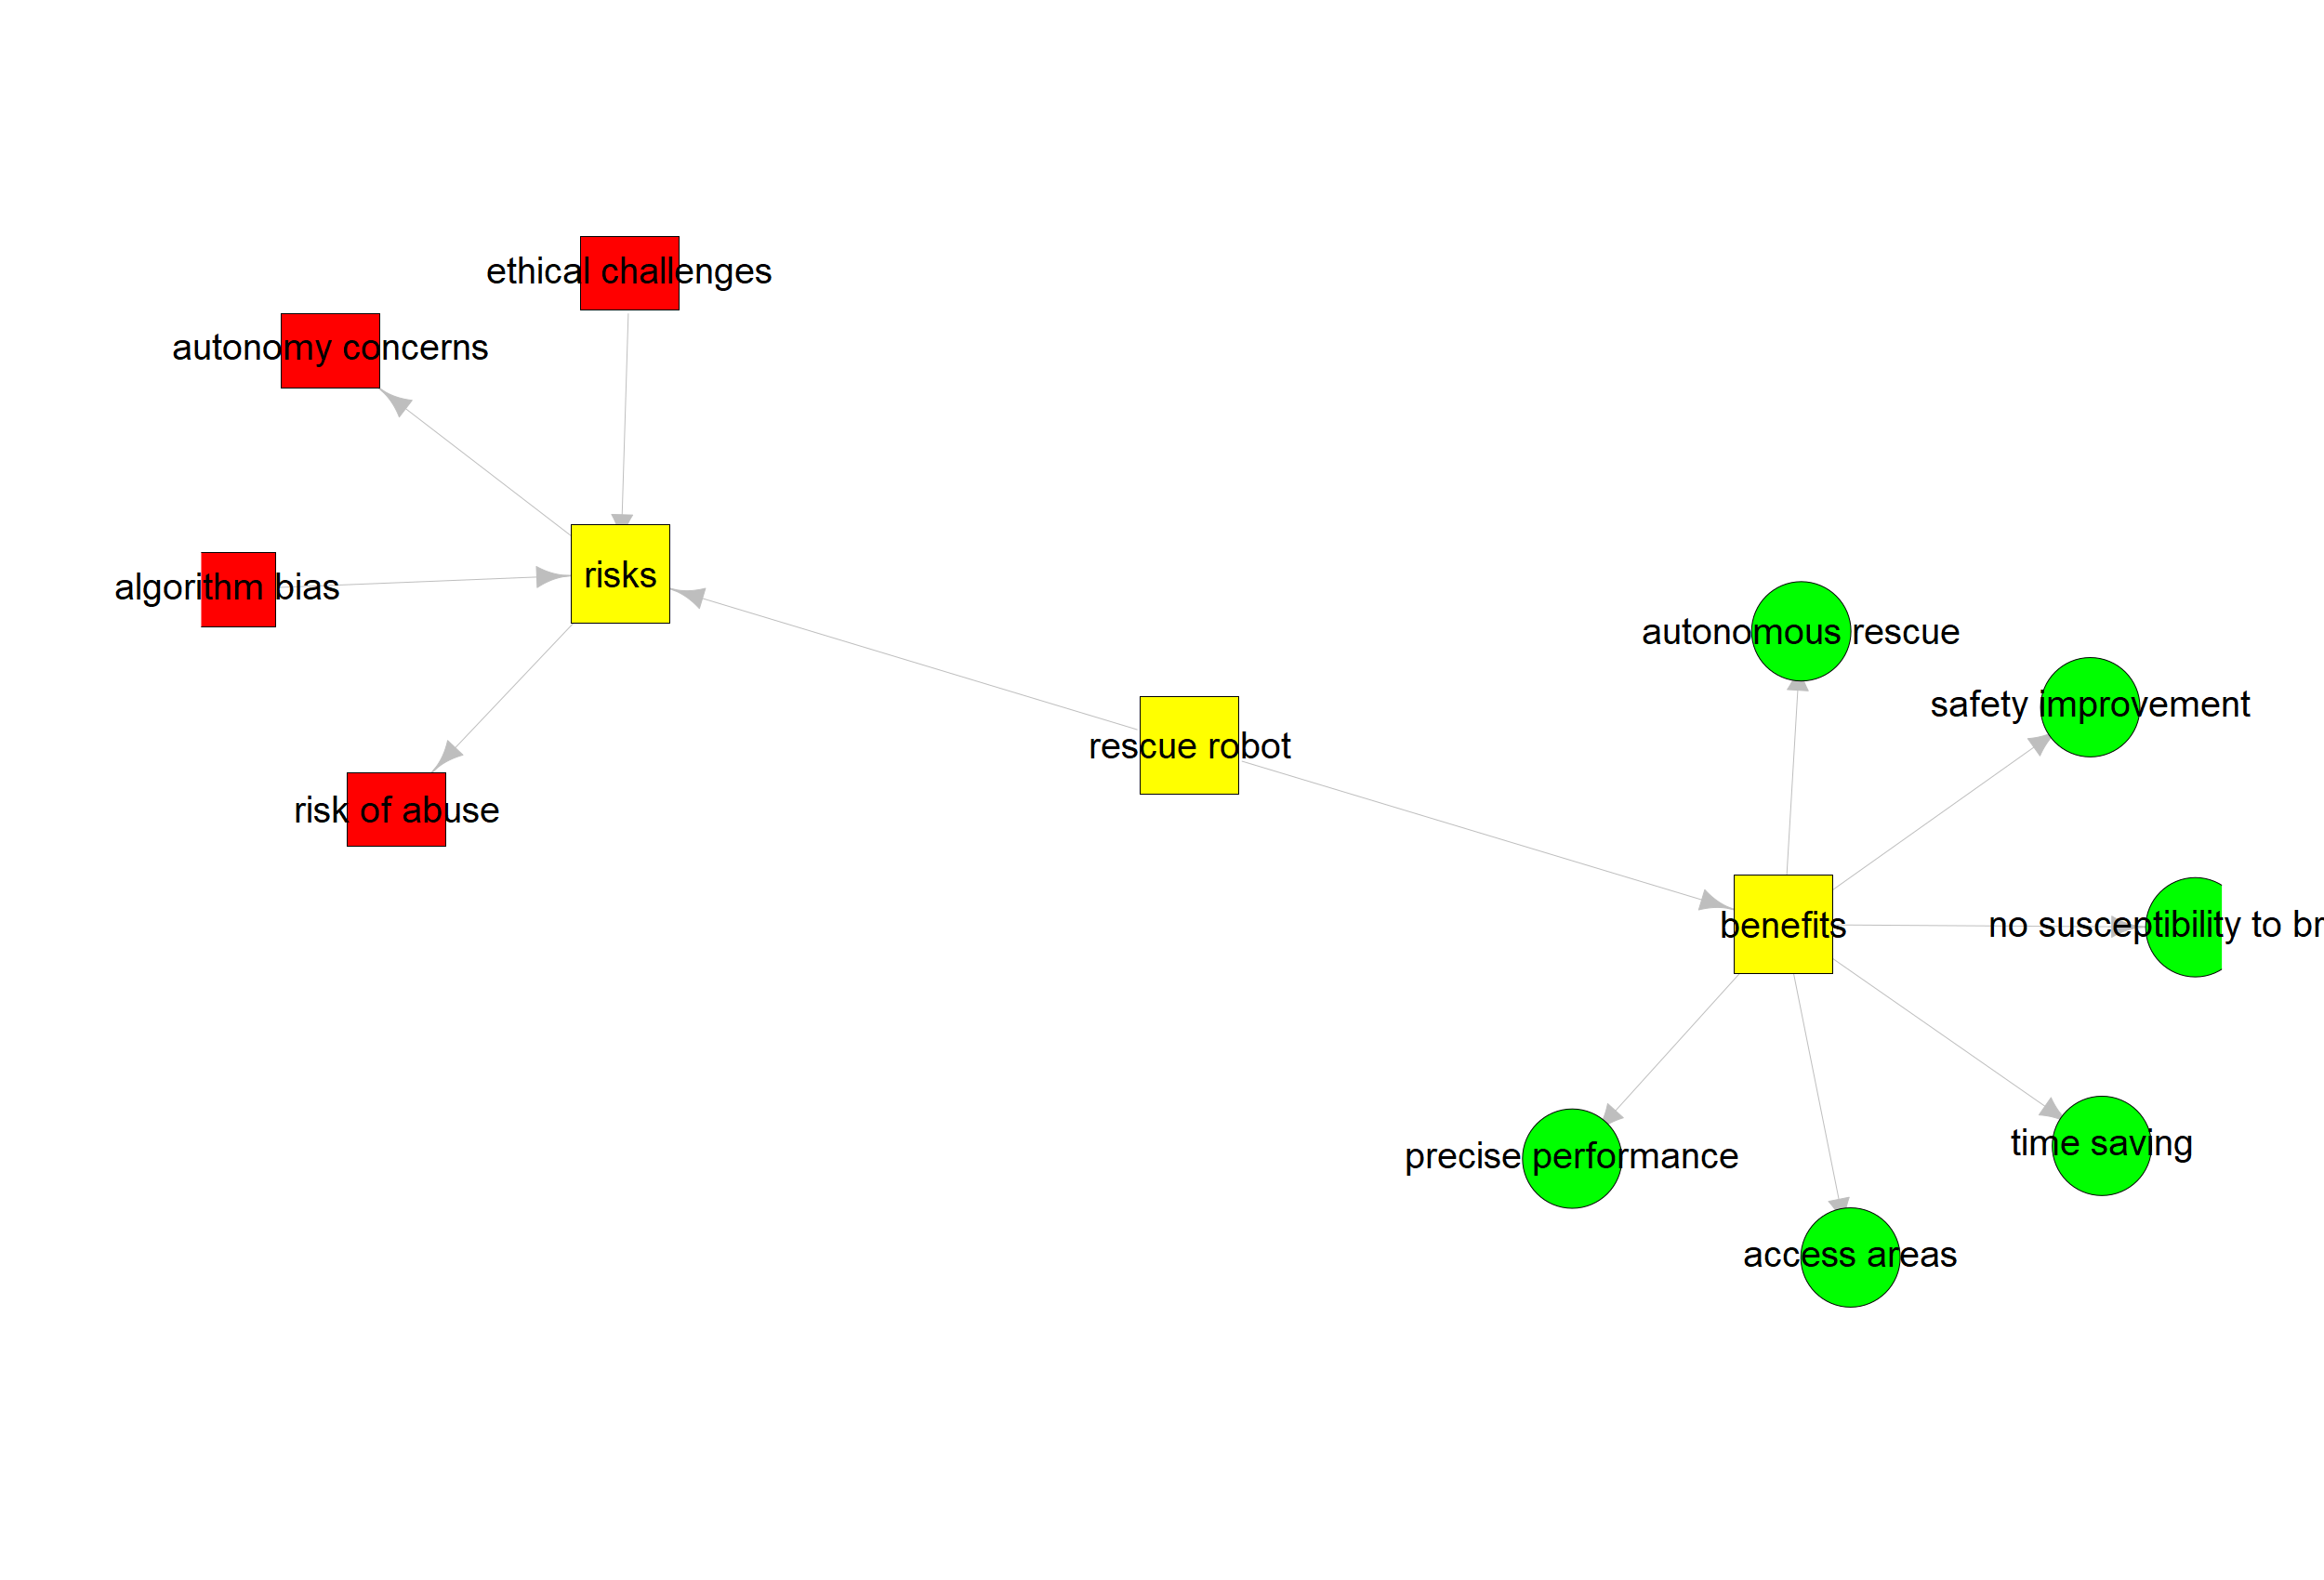 ethical challenges
autonomy concerns
risks
algorithm bias
autonomous rescue
safety improvement
rescue robot
risk of abuse
benefits
no susceptibility to
precise performance
time saving
access areas